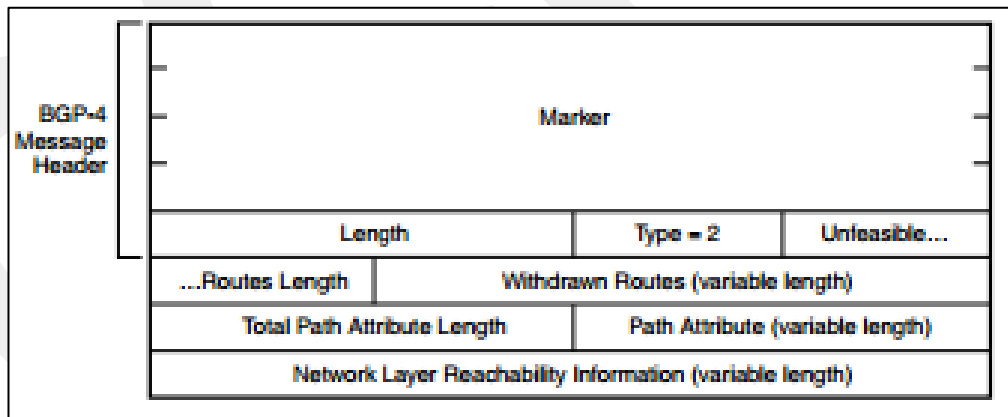 BGP-4
Message
Header
Marker
Length Type = 2 Unfeasible...
...Routes Length Withdrawn Routes (variable length)
Total Path Attribute Length Path Attribute (variable length)
Network Layer Reachability Information (variable length)